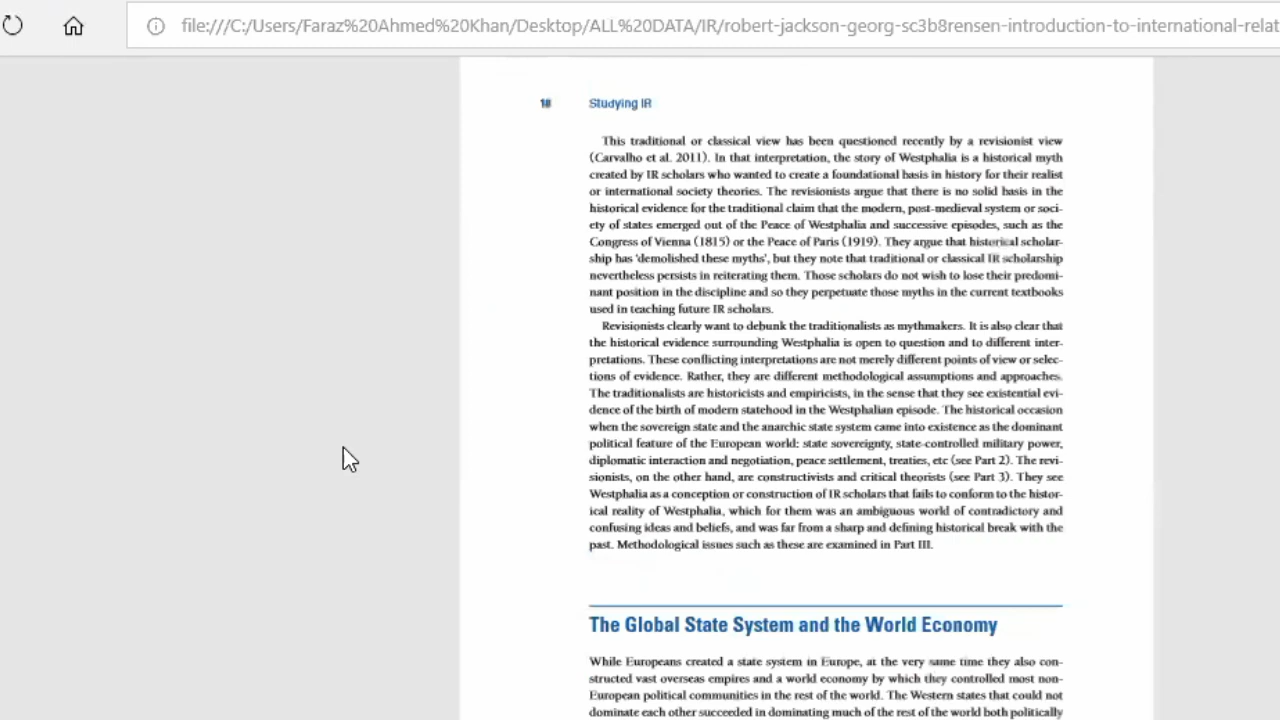 file:///C:/Users/Faraz%20Ahmed%20Khan/Desktop/ALL%20DATA/IR/robert-jackson-georg-sc3b8rensen-introduction-to-international-relat
18 Studying IR
This traditional or classical view has been questioned recently by a revisionist view
(Carvalho et al. 2011). In that interpretation, the story of Westphalia is a historical myth
created by IR scholars who wanted to create a foundational basis in history for their realist
or international society theories. The revisionists argue that there is no solid basis in the
historical evidence for the traditional claim that the modern, post-medieval system or soci-
ety of states emerged out of the Peace of Westphalia and successive episodes, such as the
Congress of Vienna (1815) or the Peace of Paris (1919). They argue that historical scholar-
ship has 'demolished these myths', but they note that traditional or classical IR scholarship
nevertheless persists in reiterating them. Those scholars do not wish to lose their predomi-
nant position in the discipline and so they perpetuate those myths in the current textbooks
used in teaching future IR scholars.
Revisionists clearly want to debunk the traditionalists as mythmakers. It is also clear that
the historical evidence surrounding Westphalia is open to question and to different inter-
pretations. These conflicting interpretations are not merely different points of view or selec-
tions of evidence. Rather, they are different methodological assumptions and approaches.
The traditionalists are historicists and empiricists, in the sense that they see existential evi-
dence of the birth of modern statehood in the Westphalian episode. The historical occasion
when the sovereign state and the anarchic state system came into existence as the dominant
political feature of the European world: state sovereignty, state-controlled military power,
diplomatic interaction and negotiation, peace settlement, treaties, etc (see Part 2). The revi-
sionists, on the other hand, are constructivists and critical theorists (see Part 3). They see
Westphalia as a conception or construction of IR scholars that fails to conform to the histor-
ical reality of Westphalia, which for them was an ambiguous world of contradictory and
confusing ideas and beliefs, and was far from a sharp and defining historical break with the
past. Methodological issues such as these are examined in Part III.
The Global State System and the World Economy
While Europeans created a state system in Europe, at the very same time they also con-
structed vast overseas empires and a world economy by which they controlled most non-
European political communities in the rest of the world. The Western states that could not
dominate each other succeeded in dominating much of the rest of the world both politically